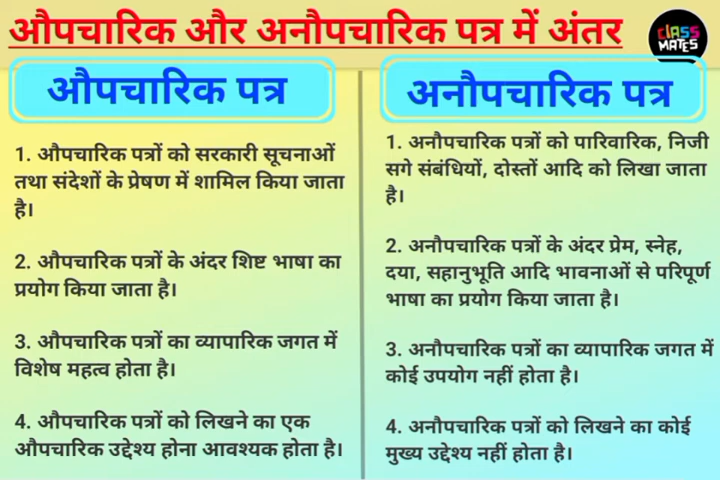 औपचारिक और अनौपचारिक पत्र में अंतर
CLASS
MATES
औपचारिक पत्र
1. औपचारिक पत्रों को सरकारी सूचनाओं
तथा संदेशों के प्रेषण में शामिल किया जाता
है।
2. औपचारिक पत्रों के अंदर शिष्ट भाषा का
प्रयोग किया जाता है।
3. औपचारिक पत्रों का व्यापारिक जगत में
विशेष महत्व होता है।
4. औपचारिक पत्रों को लिखने का एक
औपचारिक उद्देश्य होना आवश्यक होता है।
अनौपचारिक पत्र
1. अनौपचारिक पत्रों को पारिवारिक, निजी
सगे संबंधियों, दोस्तों आदि को लिखा जाता
है।
2. अनौपचारिक पत्रों के अंदर प्रेम, स्नेह,
दया, सहानुभूति आदि भावनाओं से परिपूर्ण
भाषा का प्रयोग किया जाता है।
3. अनौपचारिक पत्रों का व्यापारिक जगत में
कोई उपयोग नहीं होता है।
4. अनौपचारिक पत्रों को लिखने का कोई
मुख्य उद्देश्य नहीं होता है।